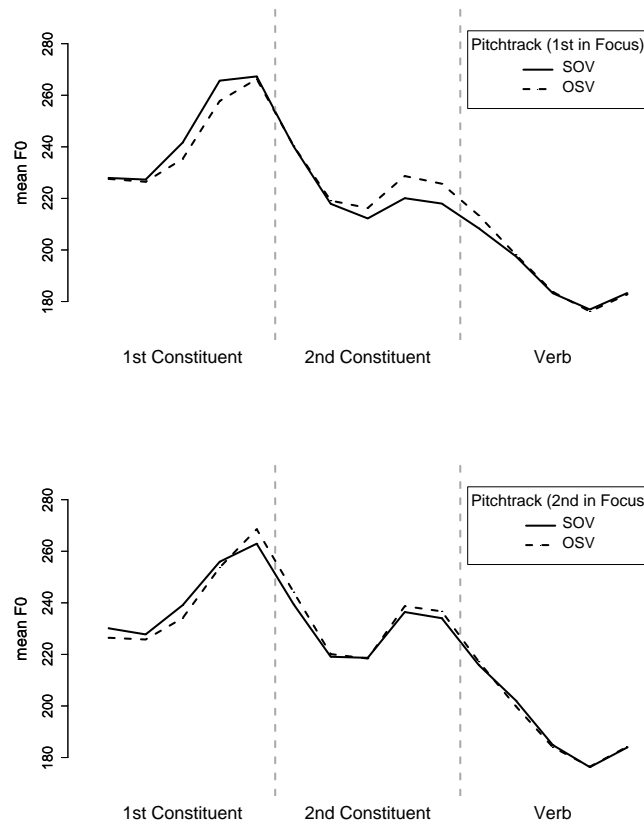 Pitchtrack (1st in Focus)
SOV
OSV
mean F0
280
260
240
220
200
180
1st Constituent 2nd Constituent Verb
Pitchtrack (2nd in Focus
SOV
OSV
mean F0
280
260
240
220
200
180
1st Constituent 2nd Constituent Verb